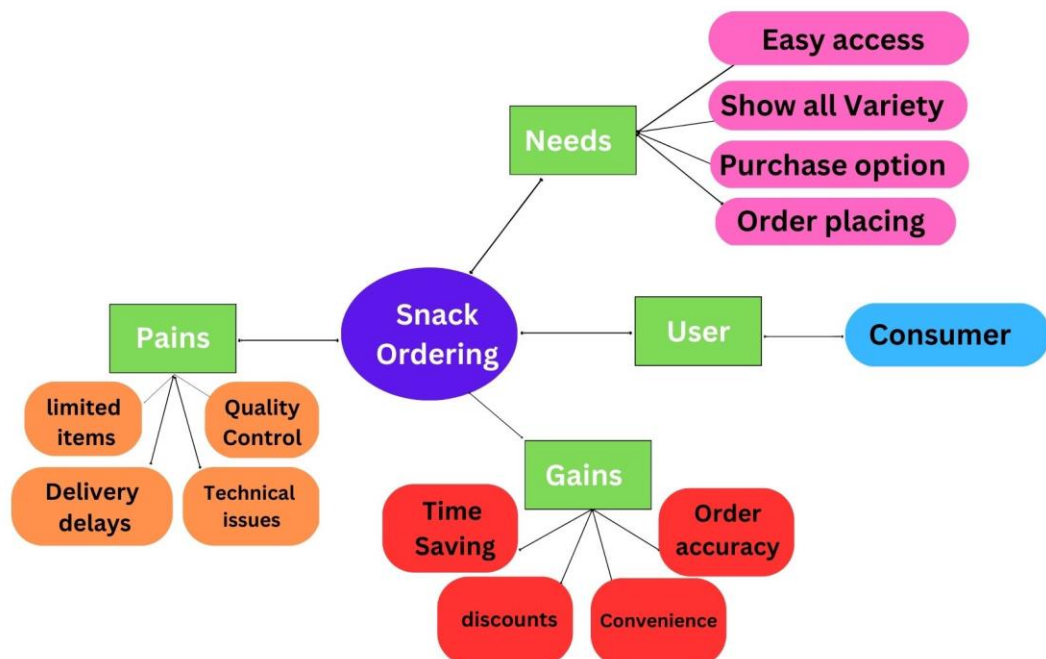 Easy access
Show all Variety
Purchase option
Order placing
Needs
Snack
Ordering
User
Consumer
Pains
limited
items
Quality
Control
Delivery
delays
Technical
issues
Gains
Time
Saving
Order
accuracy
discounts
Convenience